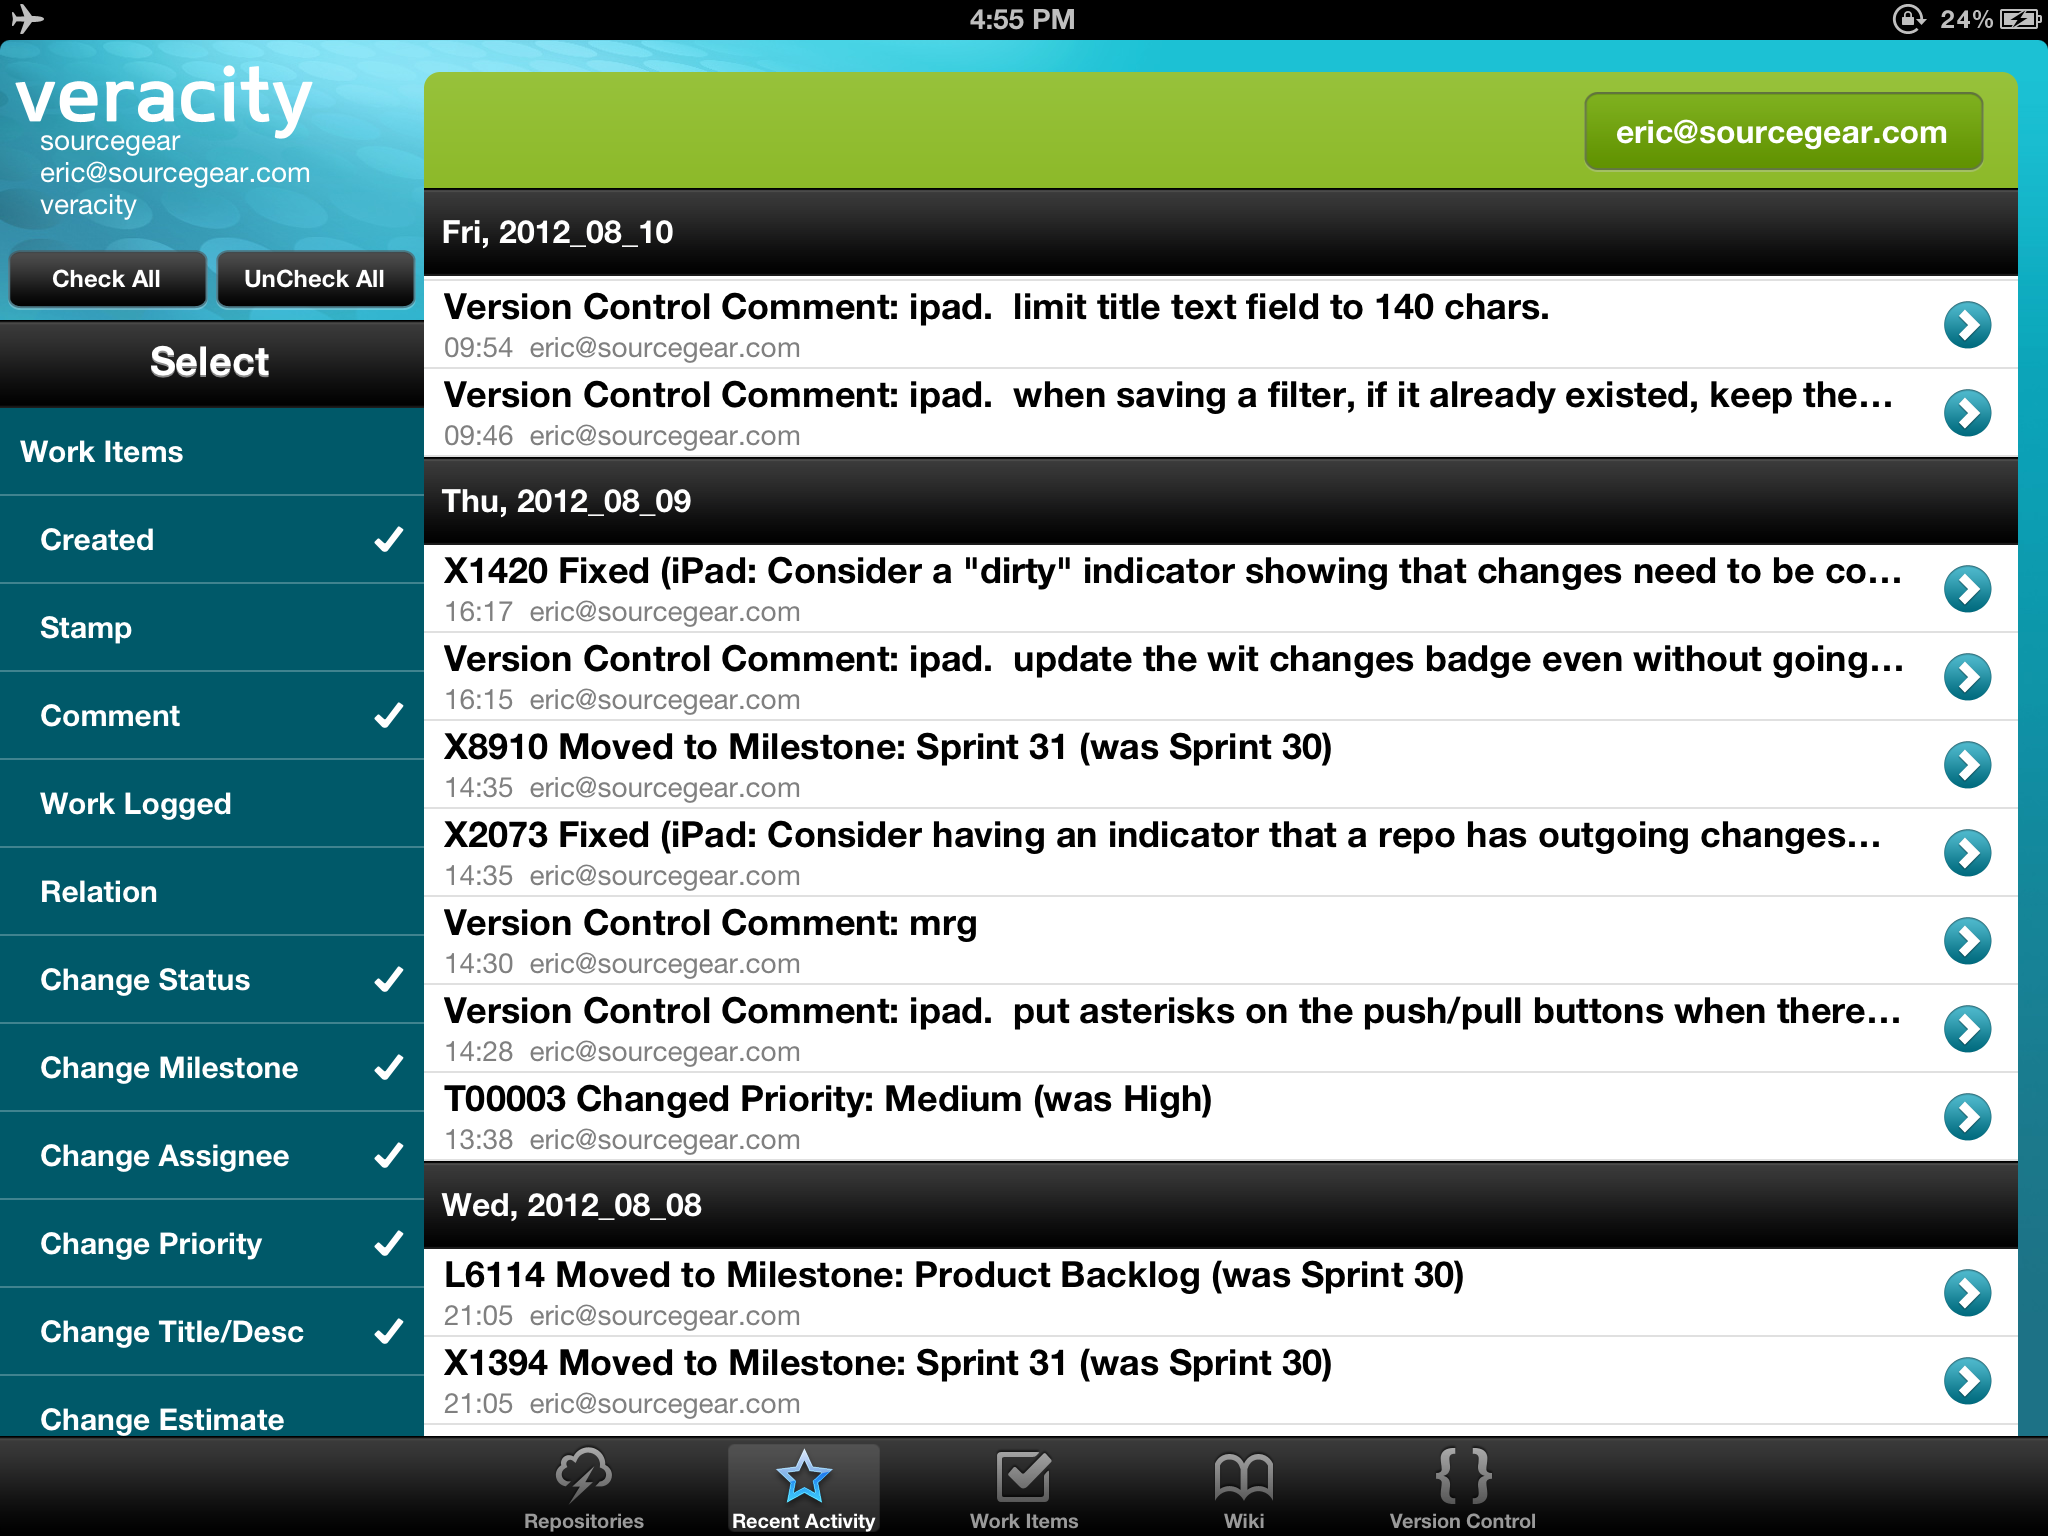 4:55 PM
24%
veracity
sourcegear
eric@sourcegear.com
veracity
Check All
UnCheck All
Select
Work Items
Created
Stamp
Comment
Work Logged
Relation
Change Status
Change Milestone
Change Assignee
Change Priority
Change Title/Desc
Change Estimate
eric@sourcegear.com
Fri, 2012_08_10
Version Control Comment: ipad.  limit title text field to 140 chars.
09:54  eric@sourcegear.com
Version Control Comment: ipad.  when saving a filter, if it already existed, keep the...
09:46  eric@sourcegear.com
Thu, 2012_08_09
X1420 Fixed (iPad: Consider a "dirty" indicator showing that changes need to be co...
16:17  eric@sourcegear.com
Version Control Comment: ipad.  update the wit changes badge even without going...
16:15  eric@sourcegear.com
X8910 Moved to Milestone: Sprint 31 (was Sprint 30)
14:35  eric@sourcegear.com
X2073 Fixed (iPad: Consider having an indicator that a repo has outgoing changes...
14:35  eric@sourcegear.com
Version Control Comment: mrg
14:30  eric@sourcegear.com
Version Control Comment: ipad.  put asterisks on the push/pull buttons when there...
14:28  eric@sourcegear.com
T00003 Changed Priority: Medium (was High)
13:38  eric@sourcegear.com
Wed, 2012_08_08
L6114 Moved to Milestone: Product Backlog (was Sprint 30)
21:05  eric@sourcegear.com
X1394 Moved to Milestone: Sprint 31 (was Sprint 30)
21:05  eric@sourcegear.com
Repositories
Recent Activity
Work Items
Wiki
Version Control